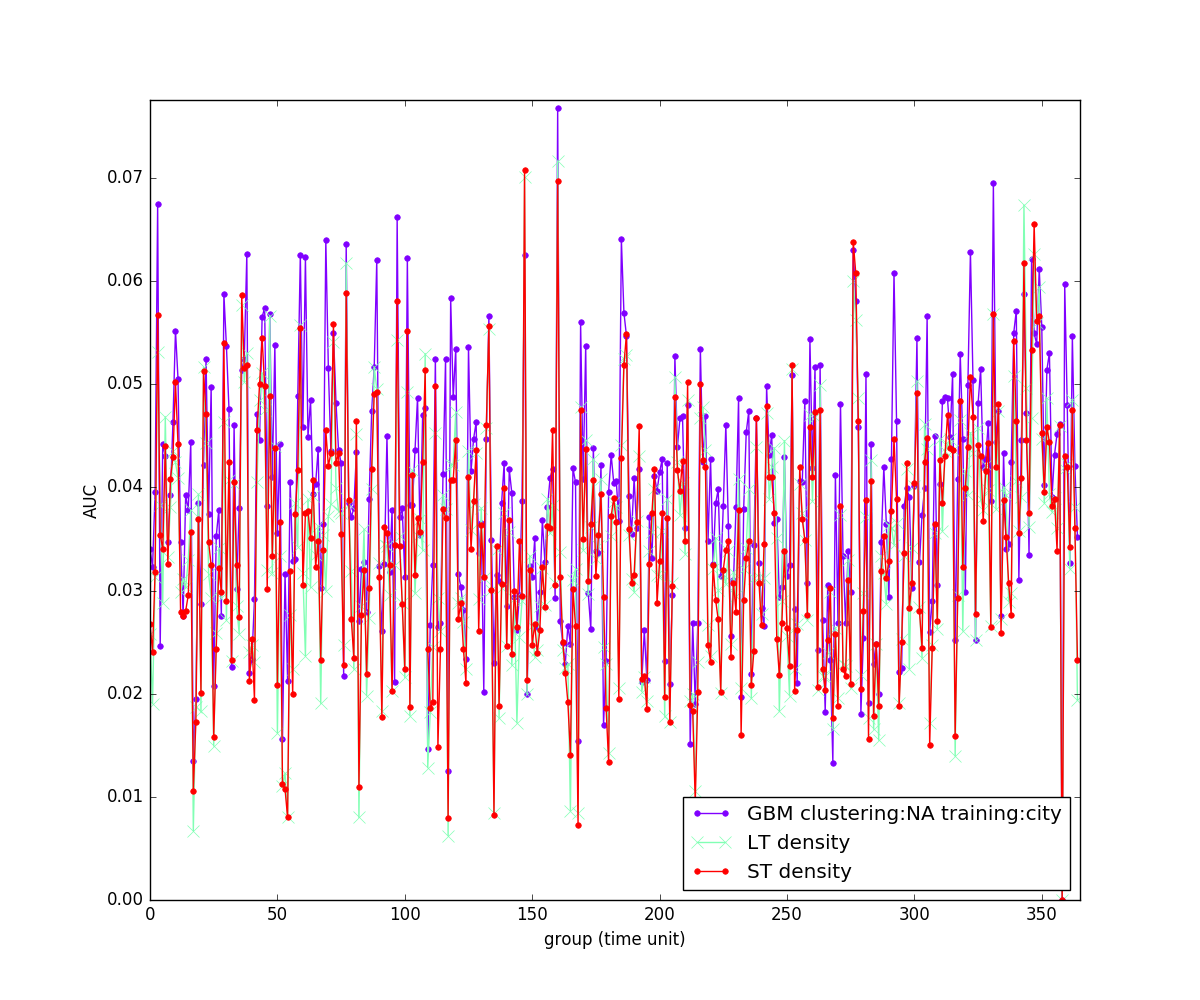 0.07
0.06
0.05
0.04
0.03
0.02
0.01
0.00
AUC
0 50 100 150 200 250 300 350
group (time unit)
GBM clustering:NA training:city
LT density
ST density